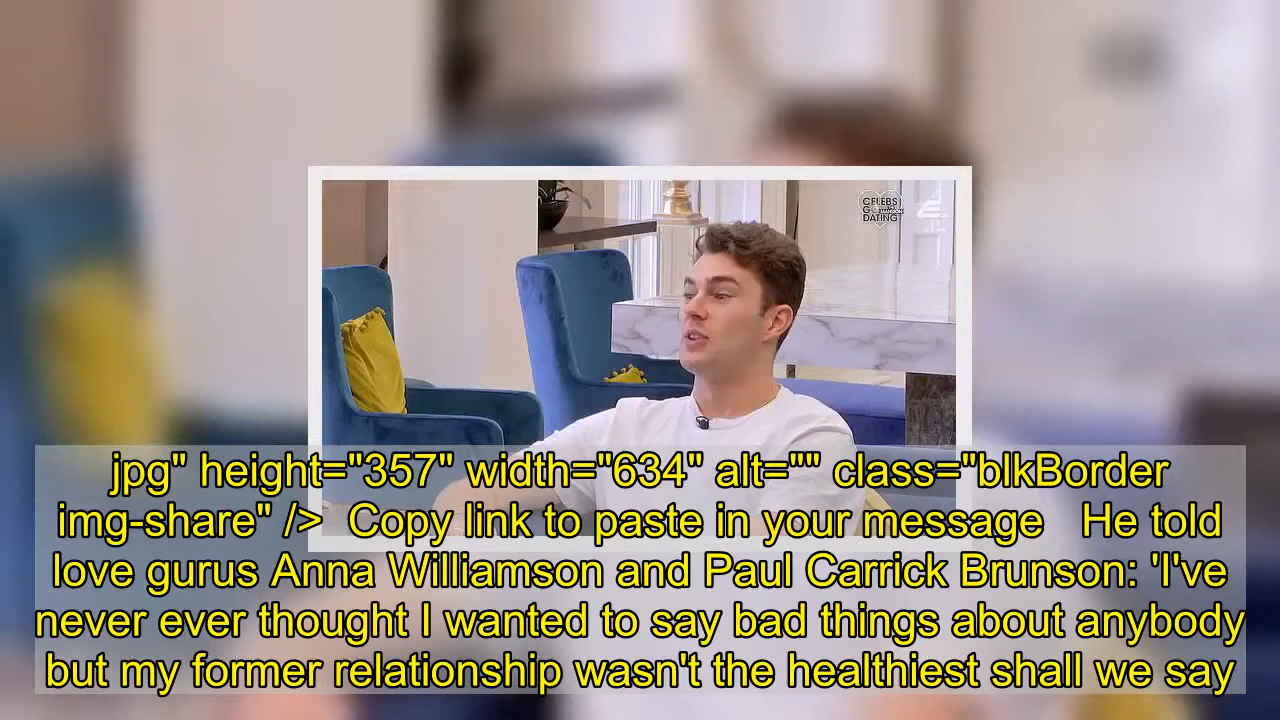 CELEBS
G
DATING
jpg" height="357" width="634" alt="" class="blkBorder
img-share" /> Copy link to paste in your message He told
love gurus Anna Williamson and Paul Carrick Brunson: 'I've
never ever thought I wanted to say bad things about anybody
but my former relationship wasn't the healthiest shall we say